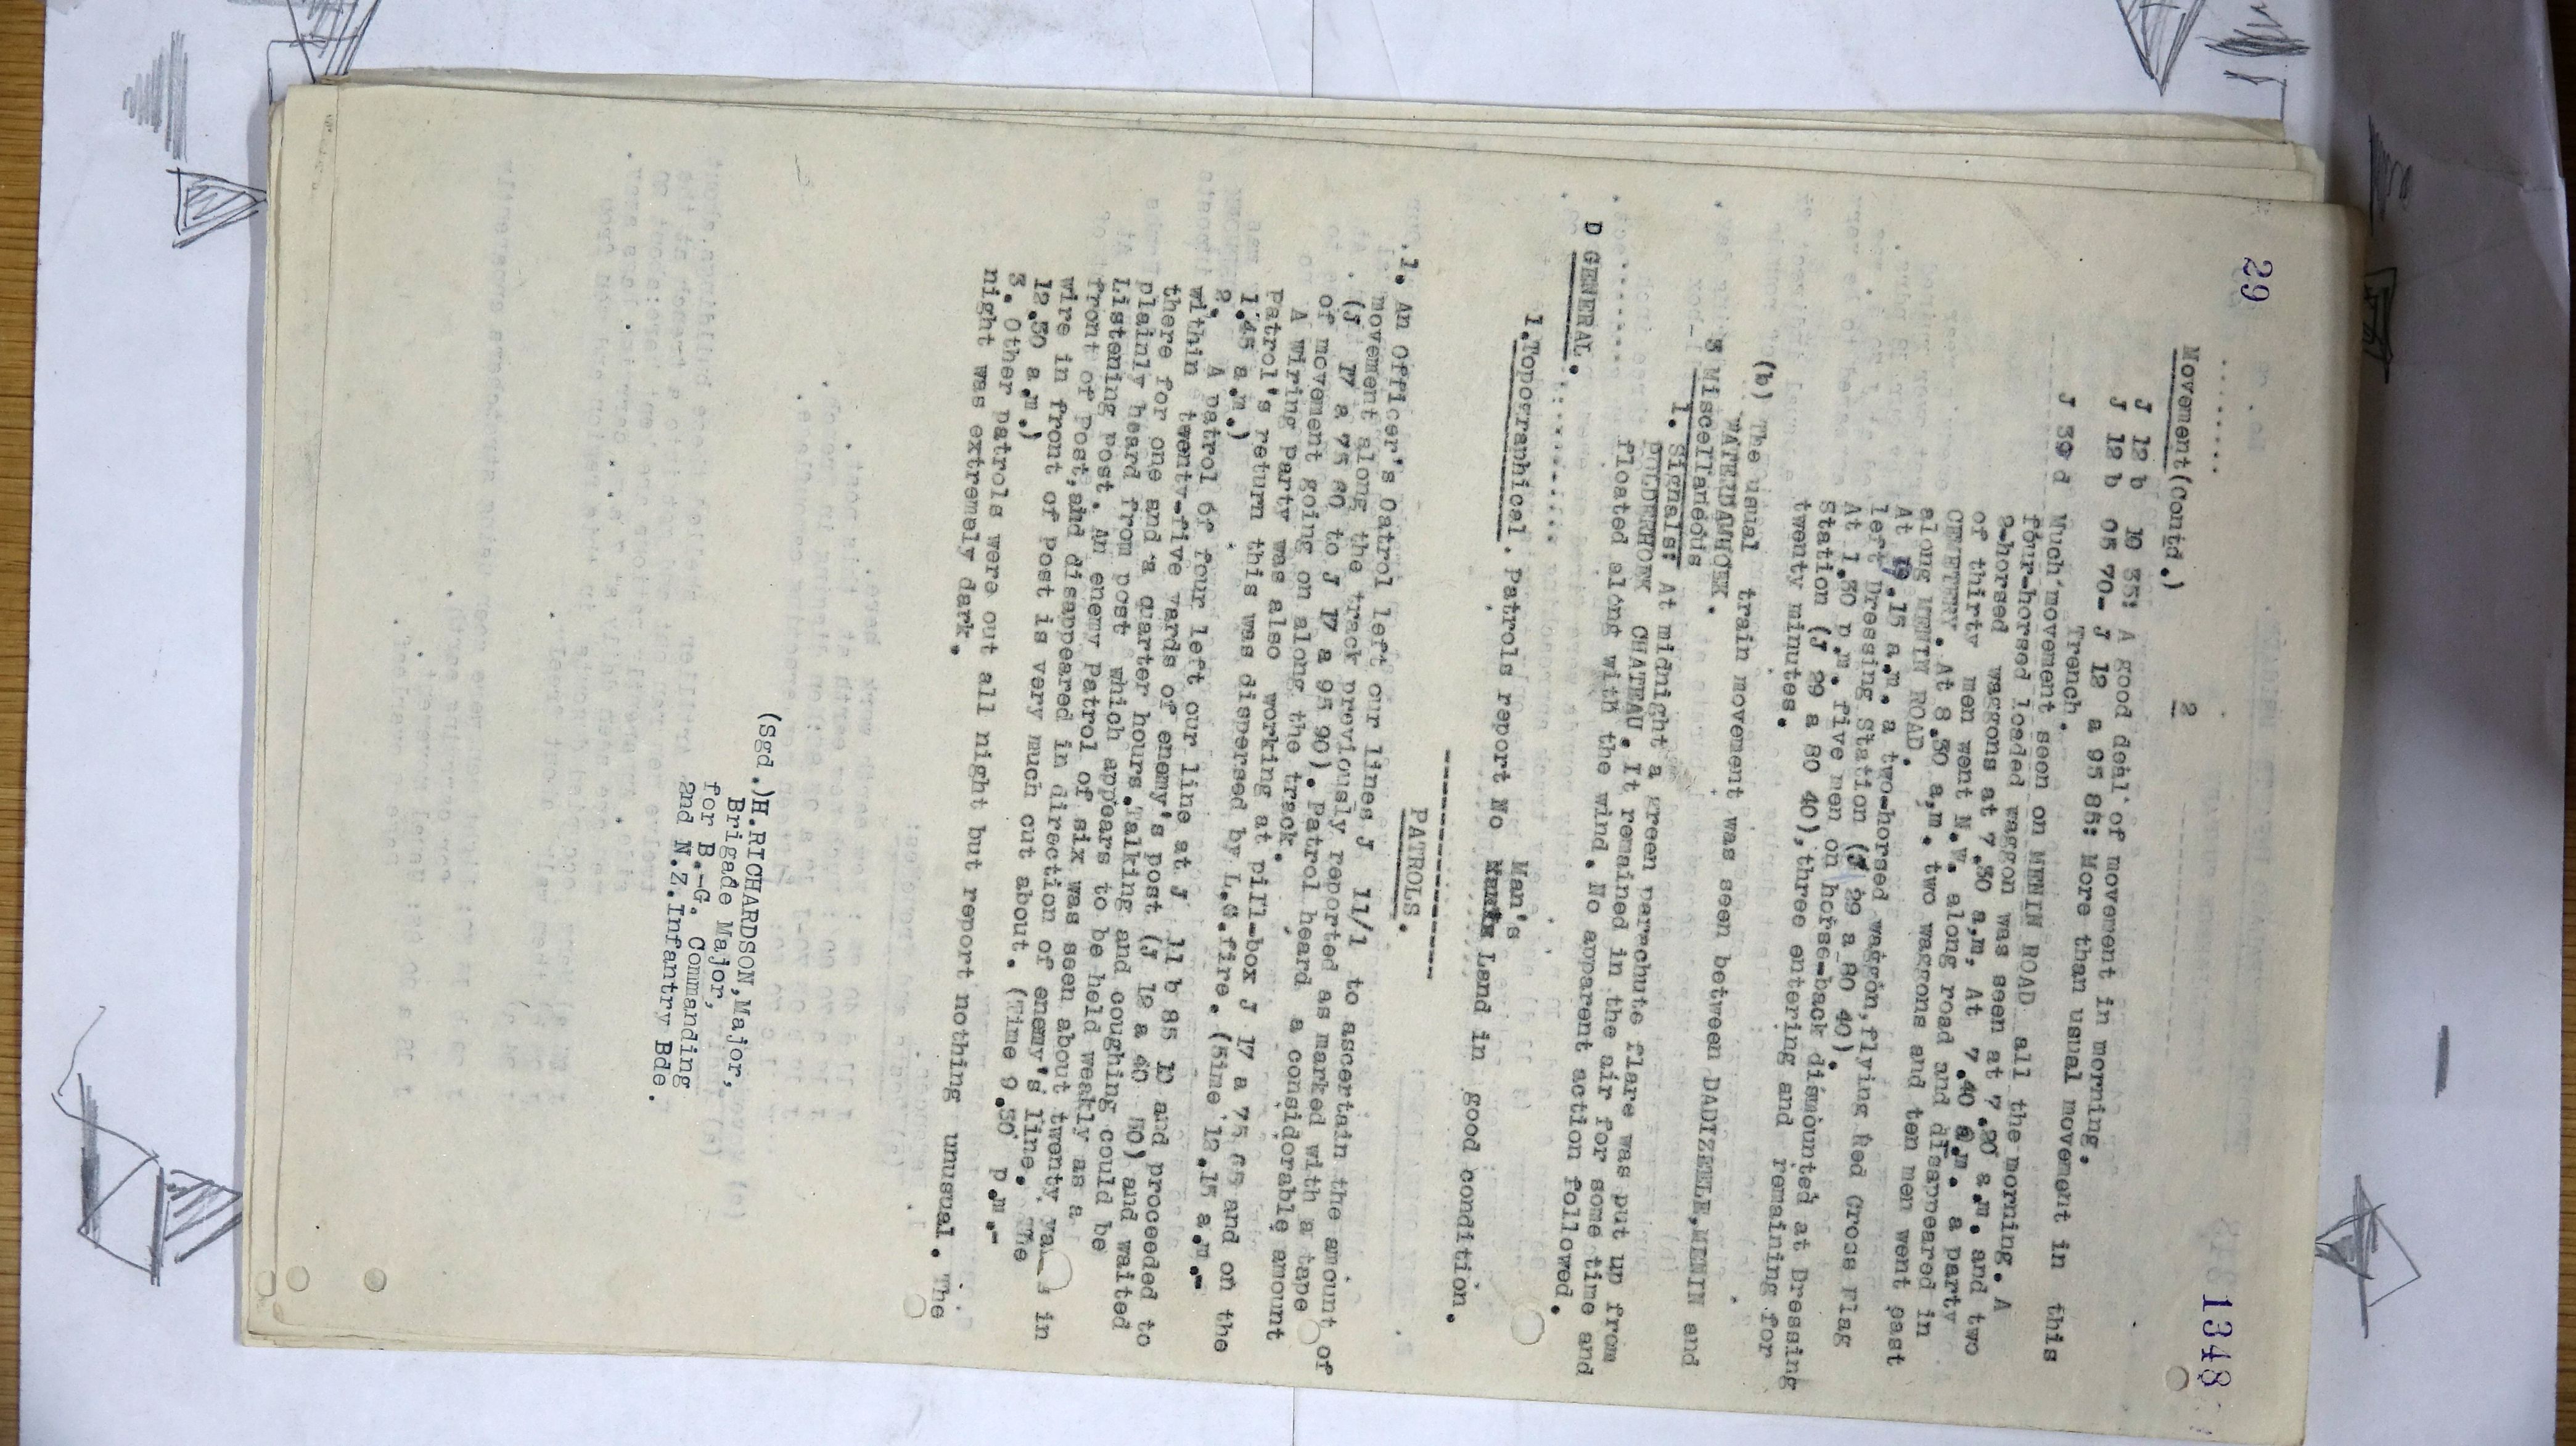 29
1348
2
Movement(Contd.)
J 12 b 10 35: A good deal of movement in morning.
J 12 b 05 70- J 12 a 95 85: More than usual movement in this
Trench.
J 30 d Much movement seen on MENIN ROAD all the morning. A
four-horsed loaded waggon was seen at 7.20 a.m. and two
2-horsed waggons at 7.30 a,m, At 7.40 a.m. a party
of thirty men went N.W. along road and disappeared in
CEMETERY. At 8.30 a,m. two waggons and ten men went past
along MENIN ROAD.
At .15 a.m. a two-horsed waggon,flying Red Cross Flag
left Dressing Station (J 29 a 80 40).
At 1.30 p.m. five men on horse-back dismounted at Dressing
Station (J 29 a 80 40),three entering and remaining for
twenty minutes.
(b) The usual train movement was seen between DADIZEELE,MENIN and
WATERDAMHOEK.
3 Miscellaneous
1. Signals: At midnight a green parachute flare was put up from
POLDERHOEK CHATEAU. It remained in the air for some time and
floated along with the wind. No apparent action followed.
D GENERAL.
1.Topographical. Patrols report No Man's Land in good condition.
PATROLS.
1. An Officer's Oatrol left our lines J 11/1 to ascertain the amount of
movement along the track previously reported as marked with a tape
(J 17 a 75 60 to J 17 a 95 90). Patrol heard a considorable amount
of movement going on along the track.
A wiring party was also working at pill-box J 17 a 75 65 and on the
Patrol's return this was dispersed by L.G.fire. (5ime 12.15 a.m.-
1.45 a.m.)
2. A patrol of four left our line at J 11 b 85 10 and proceeded to
within twenty-five yards of enemy's post (J 12 a 40 50) and waited
there for one and a quarter hours.Talking and coughing could be
plainly heard from post which appears to be held weakly as a
Listening post. An enemy Patrol of six was seen about twenty in
front of Post,and disappeared in direction of enemy's line. The
wire in front of Post is very much cut about. (Time 9.30 p.m.-
12.30 a.m.)
3. Other patrols were out all night but report nothing unusual. The
night was extremely dark.
(Sgd.)H.RICHARDSON,Major,
Brigade Major,
for B.-G. Commanding
2nd N.Z.Infantry Bde.